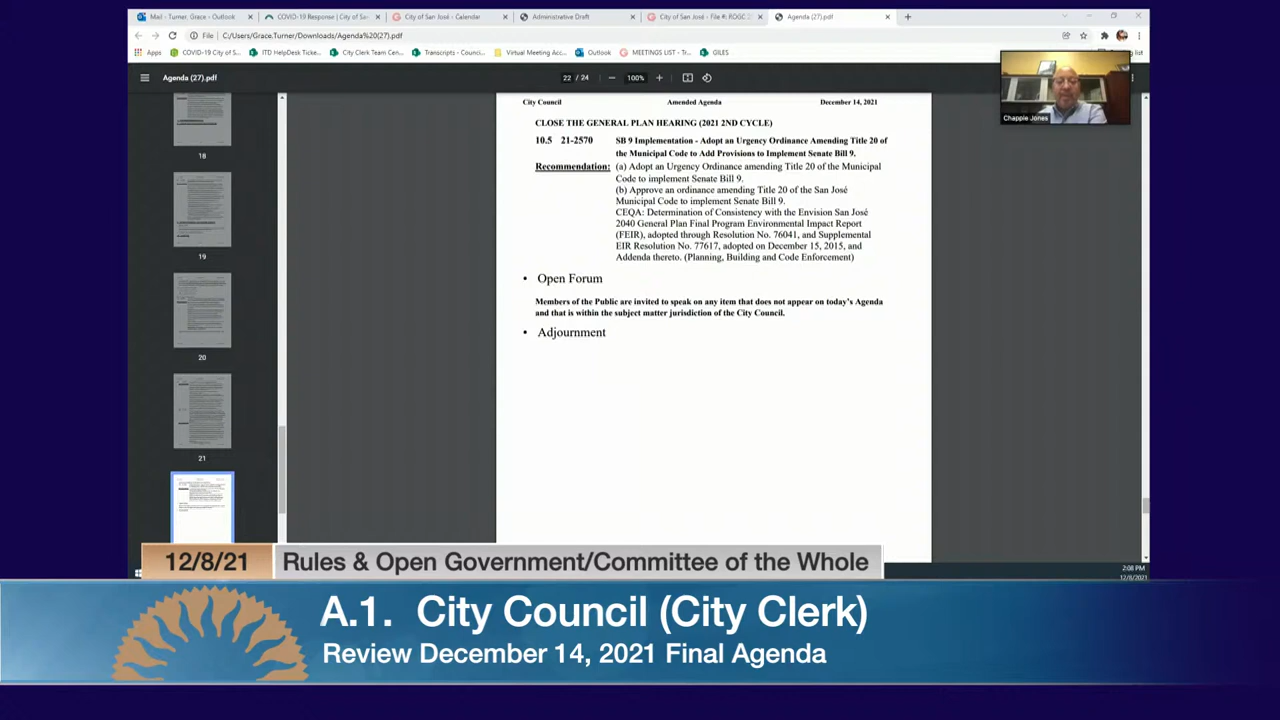 Mail - Turner, Grace - Outlook
COVID-19 Response | City of Sa
City of San José - Calendar
Administrative Draft
City of San José - File #: ROGC 2
Agenda (27).pdf
File | C:/Users/Grace.Turner/Downloads/Agenda%20(27).pdf
Apps
COVID-19 City of S...
ITD HelpDesk Ticke...
City Clerk Team Cen...
Transcripts - Counci...
Virtual Meeting Acc...
Outlook
MEETINGS LIST - Tr...
GILES
list
Agenda (27).pdf
22 / 24
100%
Chappie Jones
18
19
20
21
City Council
Amended Agenda
December 14, 2021
CLOSE THE GENERAL PLAN HEARING (2021 2ND CYCLE)
10.5 21-2570 SB 9 Implementation - Adopt an Urgency Ordinance Amending Title 20 of
the Municipal Code to Add Provisions to Implement Senate Bill 9.
Recommendation: (a) Adopt an Urgency Ordinance amending Title 20 of the Municipal
Code to implement Senate Bill 9.
(b) Approve an ordinance amending Title 20 of the San José
Municipal Code to implement Senate Bill 9.
CEQA: Determination of Consistency with the Envision San José
2040 General Plan Final Program Environmental Impact Report
(FEIR), adopted through Resolution No. 76041, and Supplemental
EIR Resolution No. 77617, adopted on December 15, 2015, and
Addenda thereto. (Planning, Building and Code Enforcement)
• Open Forum
Members of the Public are invited to speak on any item that does not appear on today's Agenda
and that is within the subject matter jurisdiction of the City Council.
• Adjournment
2:08 PM
12/8/2021
12/8/21
Rules & Open Government/Committee of the Whole
A.1. City Council (City Clerk)
Review December 14, 2021 Final Agenda